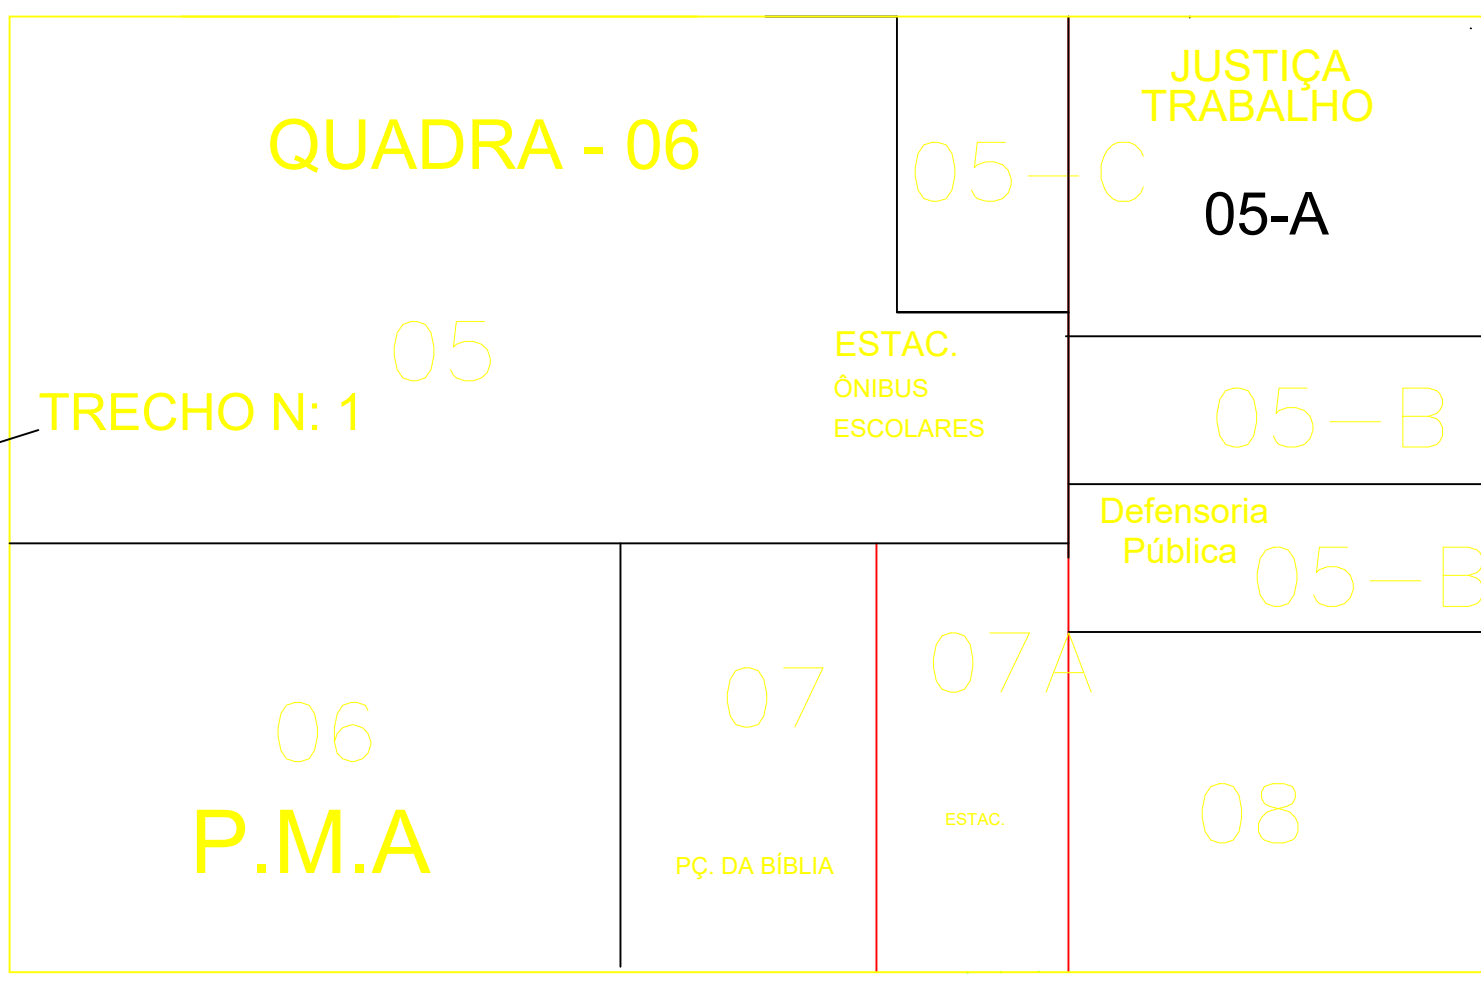 QUADRA - 06
05
TRECHO N: 1
ESTAC.
ÔNIBUS
ESCOLARES
05-C
JUSTIÇA
TRABALHO
05-A
05-B
Defensoria
Pública
05-B
06
P.M.A
07
PÇ. DA BÍBLIA
07A
ESTAC.
08